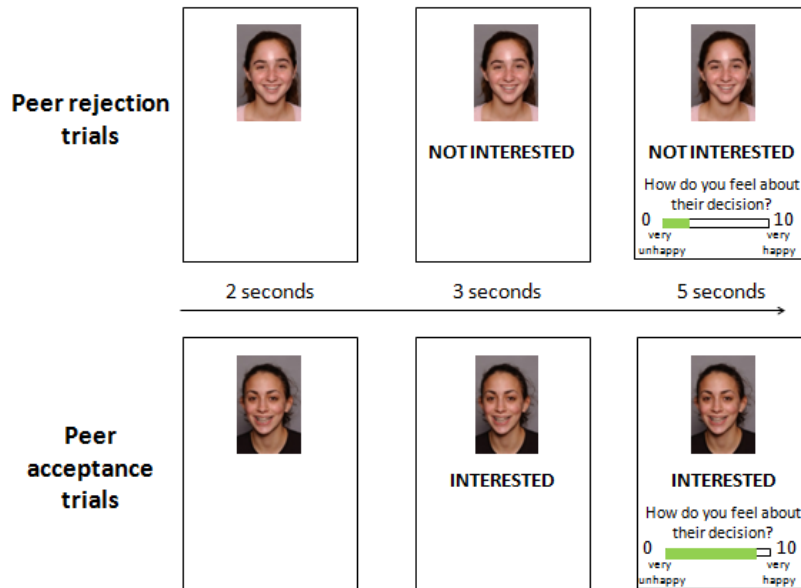 Peer rejection
trials
NOT INTERESTED
NOT INTERESTED
How do you feel about
their decision?
0 10
very very
unhappy happy
2 seconds 3 seconds 5 seconds
Peer
acceptance
trials
INTERESTED
INTERESTED
How do you feel about
their decision?
0 10
very very
unhappy happy